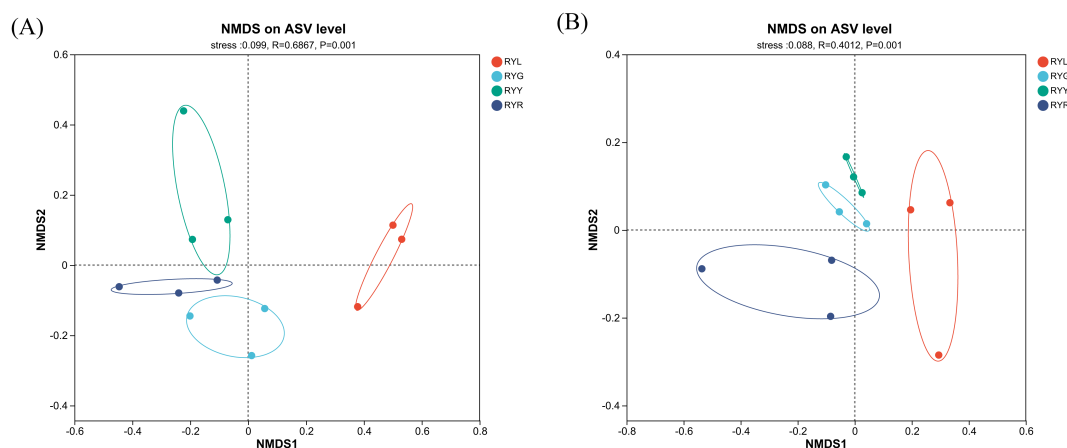 (A)
NMDS on ASV level
stress :0.099, R=0.6867, P=0.001
RYL
RYG
RYY
RYR
NMDS2
0.6
0.4
0.2
0
-0.2
-0.4
-0.6
-0.4
-0.2
0
0.2
0.4
0.6
0.8
NMDS1
(B)
NMDS on ASV level
stress :0.088, R=0.4012, P=0.001
RYL
RYG
RYY
RYR
NMDS2
0.4
0.2
0
-0.2
-0.4
-0.8
-0.6
-0.4
-0.2
0.0
0.2
0.4
0.6
NMDS1